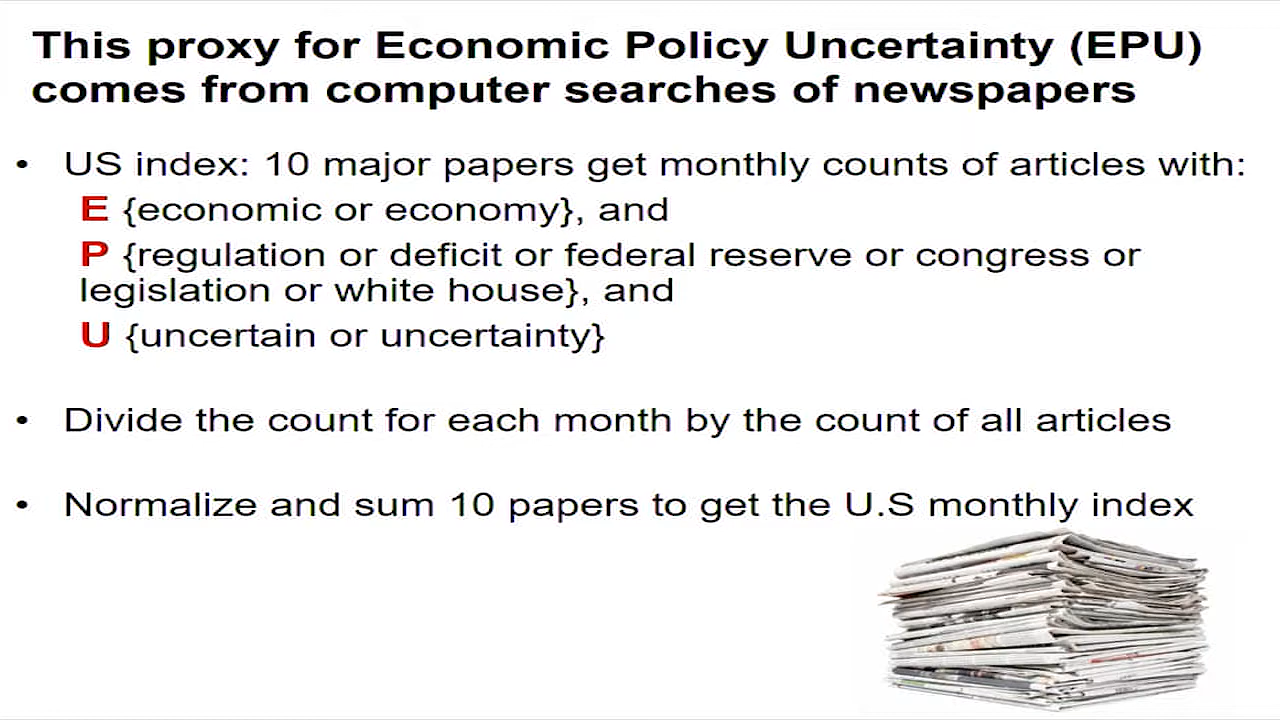 This proxy for Economic Policy Uncertainty (EPU)
comes from computer searches of newspapers
• US index: 10 major papers get monthly counts of articles with:
E {economic or economy}, and
P {regulation or deficit or federal reserve or congress or
legislation or white house}, and
U {uncertain or uncertainty}
• Divide the count for each month by the count of all articles
• Normalize and sum 10 papers to get the U.S monthly index